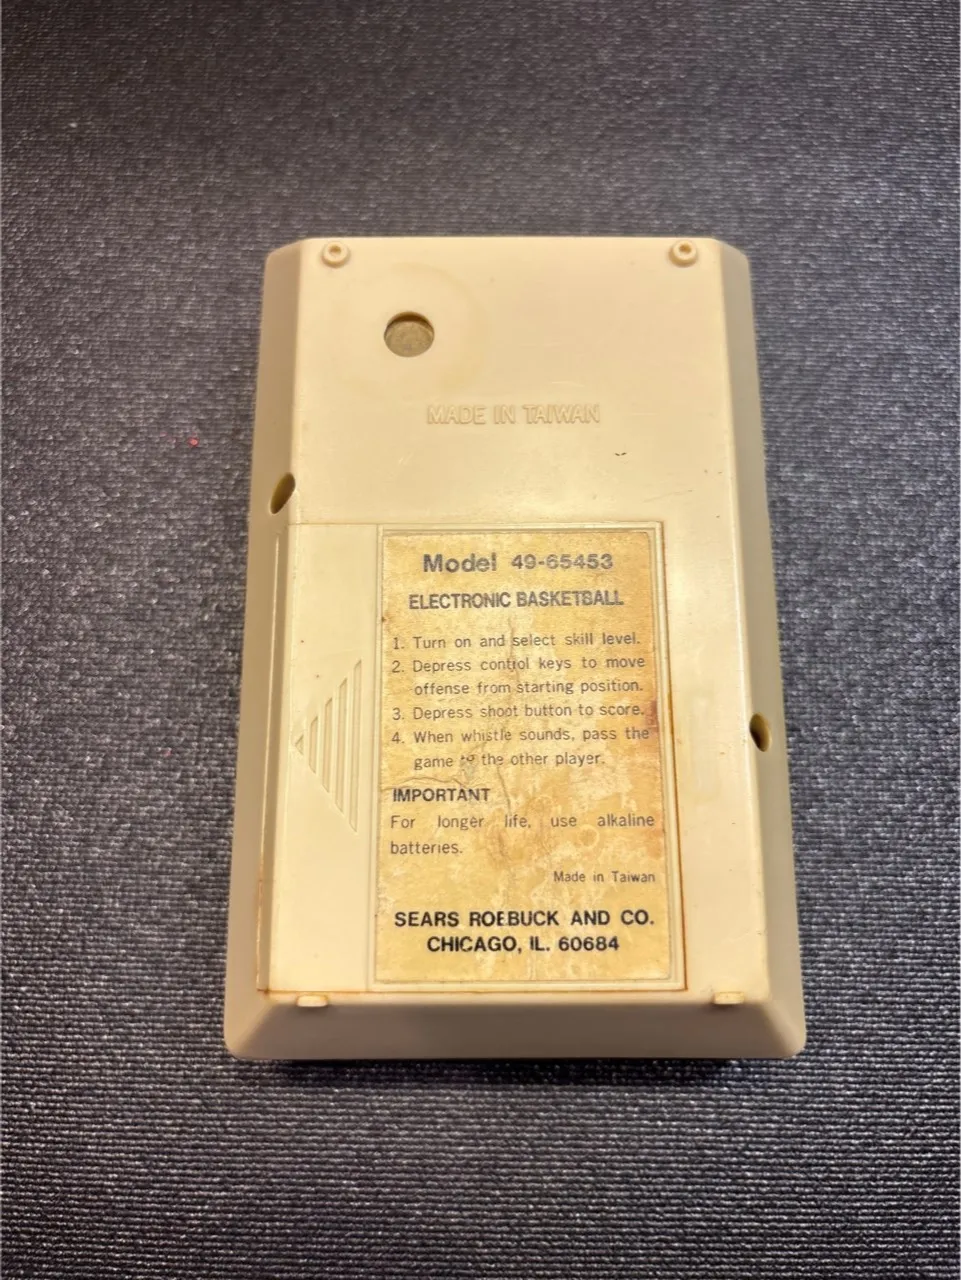 MADE IN TAIWAN
Model 49-65453
ELECTRONIC BASKETBALL
1. Turn on and select skill level.
2. Depress control keys to move
offense from starting position.
3. Depress shoot button to score.
4. When whistle sounds, pass the
game to the other player.
IMPORTANT
For longer life, use alkaline
batteries.
Made in Taiwan
SEARS ROEBUCK AND CO.
CHICAGO, IL. 60684